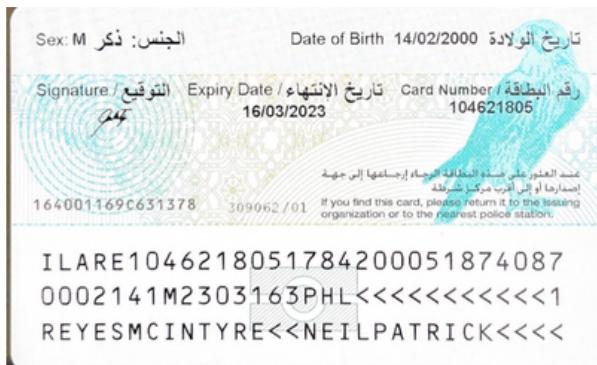 Sex: M الجنس: ذكر Date of Birth 14/02/2000 تاريخ الولادة
Signature / التوقيع Expiry Date / تاريخ الانتهاء Card Number / رقم البطاقة
16/03/2023 104621805
عند العثور على هذه البطاقة الرجاء إرجاعها إلى جهة
إصدارها أو إلى أقرب مركز شرطة
If you find this card, please return it to the issuing
organization or to the nearest police station.
164001169C631378 309062/01
ILARE1046218051784200051874087
0002141M2303163PHL<<<<<<<<<<<1
REYESMCINTYRE<<NEILPATRICK<<<<